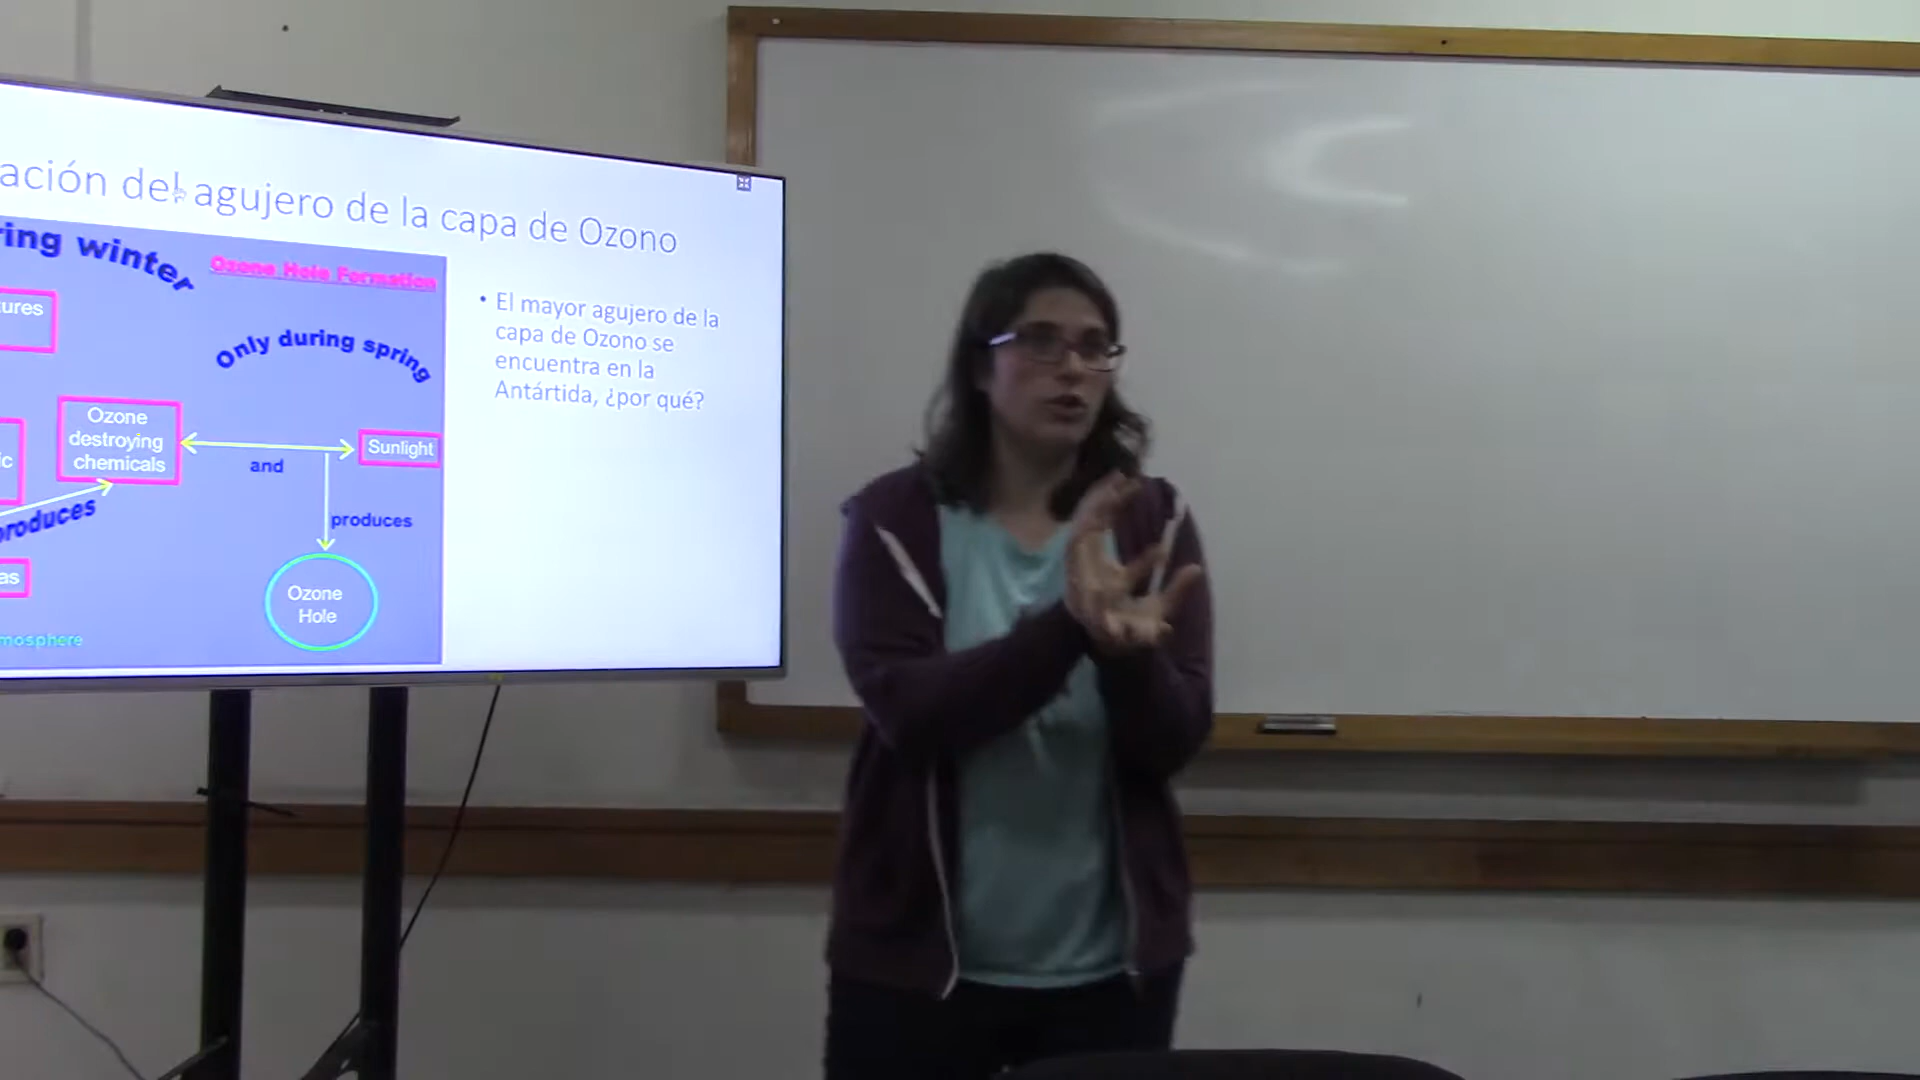 ación del agujero de la capa de Ozono
ring winter
Ozone Hole Formation
Only during spring
ures
Ozone
destroying
chemicals
and
Sunlight
c
produces
produces
as
Ozone
Hole
mosphere
• El mayor agujero de la
capa de Ozono se
encuentra en la
Antártida, ¿por qué?